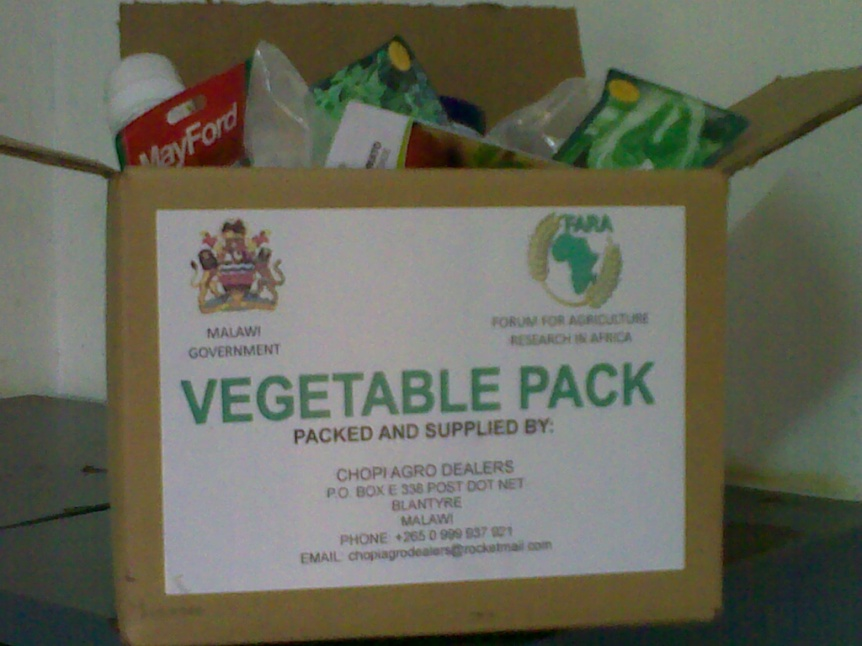 MayFord
FARA
MALAWI
GOVERNMENT
FORUM FOR AGRICULTURE
RESEARCH IN AFRICA
VEGETABLE PACK
PACKED AND SUPPLIED BY:
CHOPI AGRO DEALERS
P.O. BOX E 336 POST DOT NET
BLANTYRE
MALAWI
PHONE: +265 0 999 937 921
EMAIL: chopiagrodealers@rocketmail.com